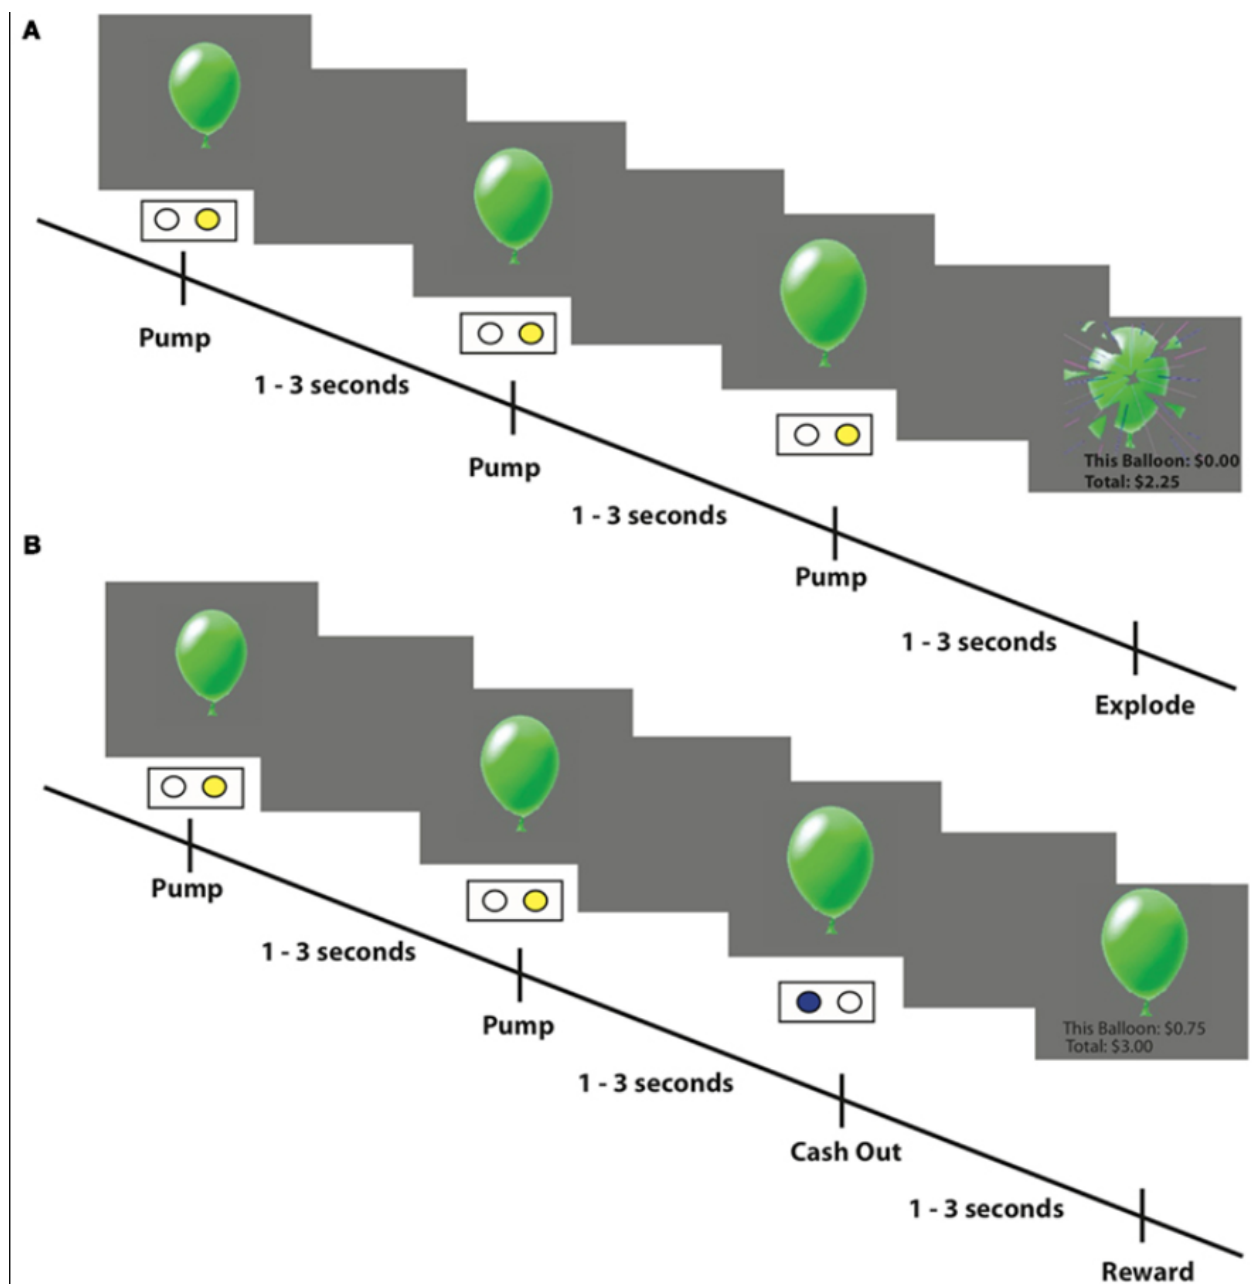 A
Pump
1 - 3 seconds
Pump
1 - 3 seconds
Pump
1 - 3 seconds
Explode
This Balloon: $0.00
Total: $2.25
B
Pump
1 - 3 seconds
Pump
1 - 3 seconds
Cash Out
1 - 3 seconds
Reward
This Balloon: $0.75
Total: $3.00